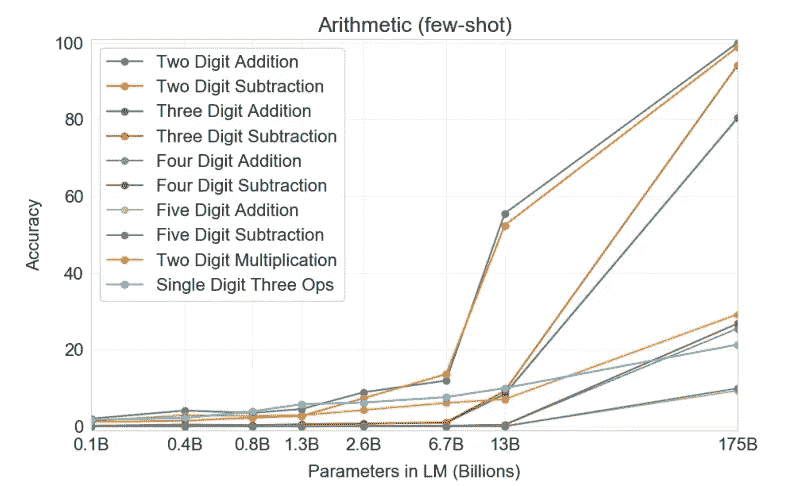 Arithmetic (few-shot)
100
80
60
40
20
0
Accuracy
Two Digit Addition
Two Digit Subtraction
Three Digit Addition
Three Digit Subtraction
Four Digit Addition
Four Digit Subtraction
Five Digit Addition
Five Digit Subtraction
Two Digit Multiplication
Single Digit Three Ops
0.1B 0.4B 0.8B 1.3B 2.6B 6.7B 13B 175B
Parameters in LM (Billions)